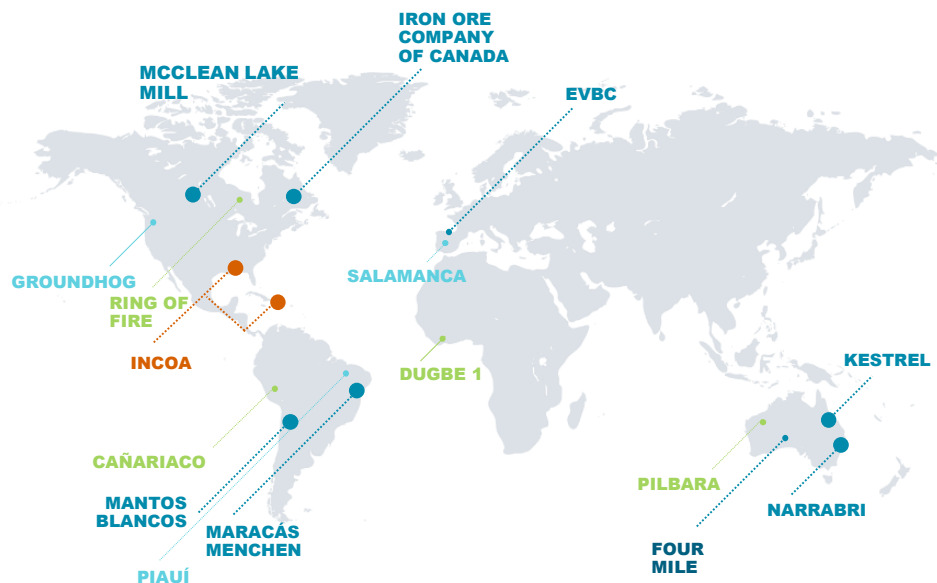 IRON ORE
COMPANY
OF CANADA
MCCLEAN LAKE
MILL
EVBC
GROUNDHOG
SALAMANCA
RING OF
FIRE
INCOA
DUGBE 1
KESTREL
CAÑARIACO
PILBARA
MANTOS
BLANCOS
NARRABRI
MARACÁS
MENCHEN
FOUR
MILE
PIAUÍ